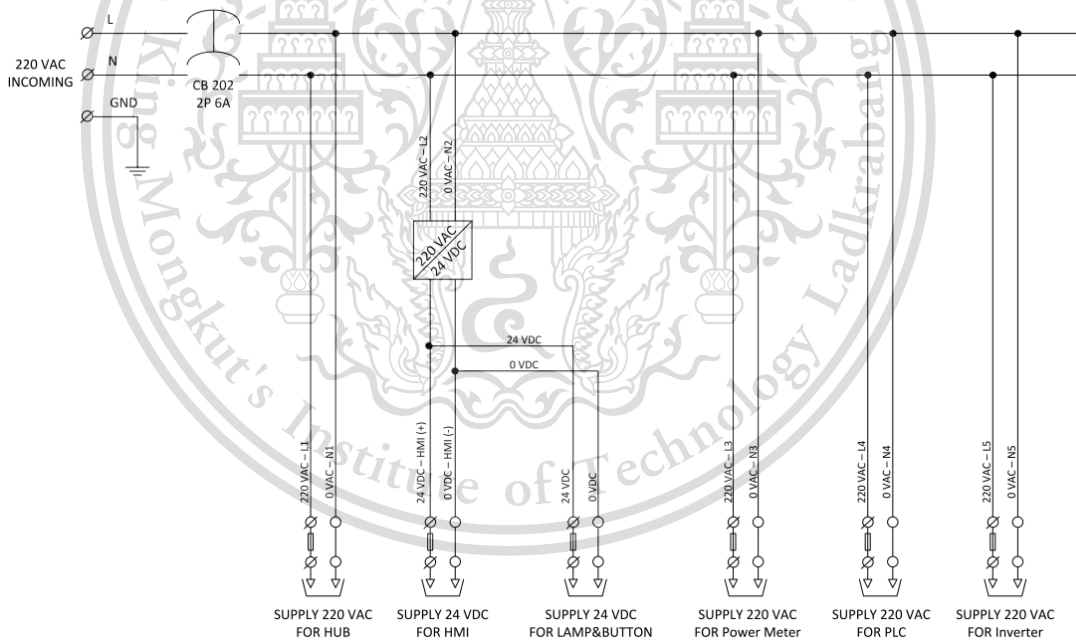 L
220 VAC
INCOMING
N
CB 202
2P 6A
GND
220 VAC – L2
0 VAC – N2
220 VAC
24 VDC
24 VDC
0 VDC
220 VAC – L1
0 VAC – N1
24 VDC – HMI (+)
0 VDC – HMI (-)
24 VDC
0 VDC
220 VAC – L3
0 VAC – N3
220 VAC – L4
0 VAC – N4
220 VAC – L5
0 VAC – N5
SUPPLY 220 VAC
FOR HUB
SUPPLY 24 VDC
FOR HMI
SUPPLY 24 VDC
FOR LAMP&BUTTON
SUPPLY 220 VAC
FOR Power Meter
SUPPLY 220 VAC
FOR PLC
SUPPLY 220 VAC
FOR Inverter
King Mongkut's Institute of Technology Ladkrabang